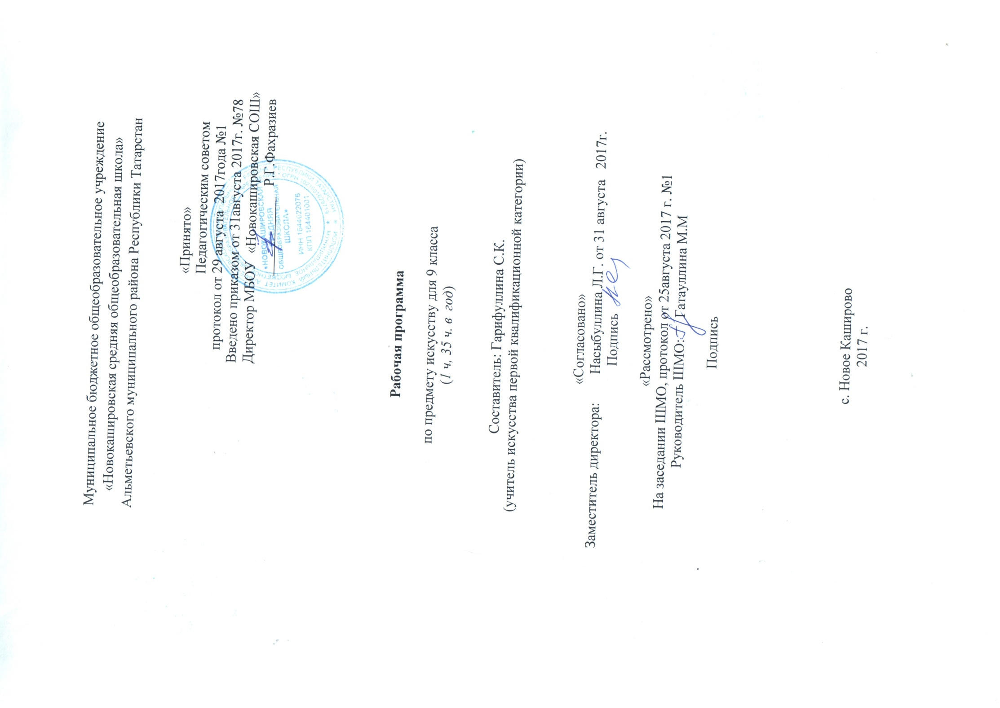 Муниципальное бюджетное общеобразовательное учреждение
«Новокашировская средняя общеобразовательная школа»
Альметьевского муниципального района Республики Татарстан
«Принято»
Педагогическим советом
протокол от 29 августа 2017года №1
Введено приказом от 31августа 2017г. №78
Директор МБОУ «Новокашировская СОШ»
Р.Г.Фахразиев
«НОВОКАШИРОВСКАЯ
СРЕДНЯЯ
ОБЩЕОБРАЗОВАТЕЛЬНАЯ
ШКОЛА»
ИНН 1644022076
КПП 164401001
Рабочая программа
по предмету искусству для 9 класса
(1 ч, 35 ч. в год)
Составитель: Гарифуллина С.К.
(учитель искусства первой квалификационной категории)
«Согласовано»
Заместитель директора: Насыбуллина Л.Г. от 31 августа 2017г.
Подпись
«Рассмотрено»
На заседании ШМО, протокол от 25августа 2017 г. №1
Руководитель ШМО: Гатауллина М.М
Подпись
с. Новое Каширово
2017 г.